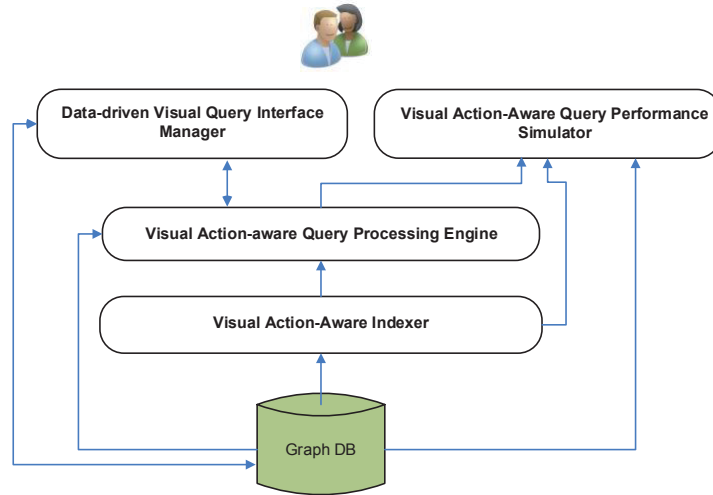 Data-driven Visual Query Interface
Manager
Visual Action-Aware Query Performance
Simulator
Visual Action-aware Query Processing Engine
Visual Action-Aware Indexer
Graph DB